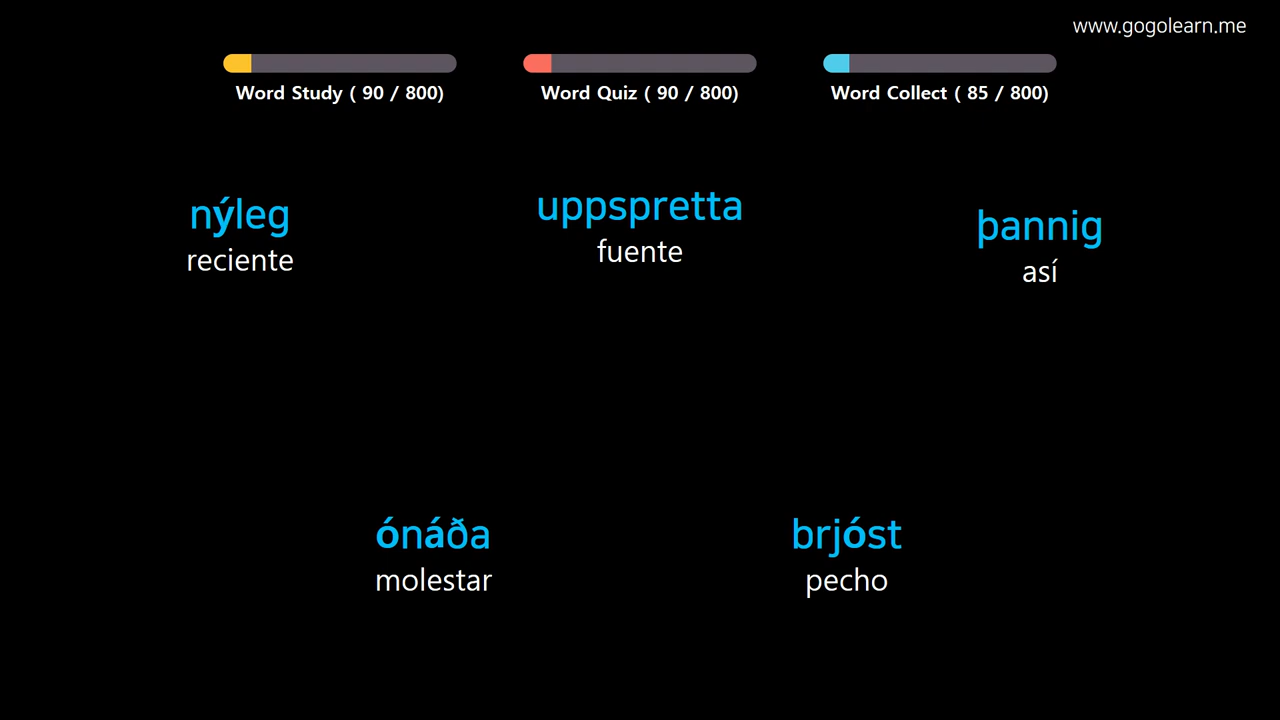 www.gogolearn.me
Word Study ( 90 / 800)
Word Quiz ( 90 / 800)
Word Collect ( 85 / 800)
nýleg
reciente
uppspretta
fuente
þannig
así
ónáða
molestar
brjóst
pecho